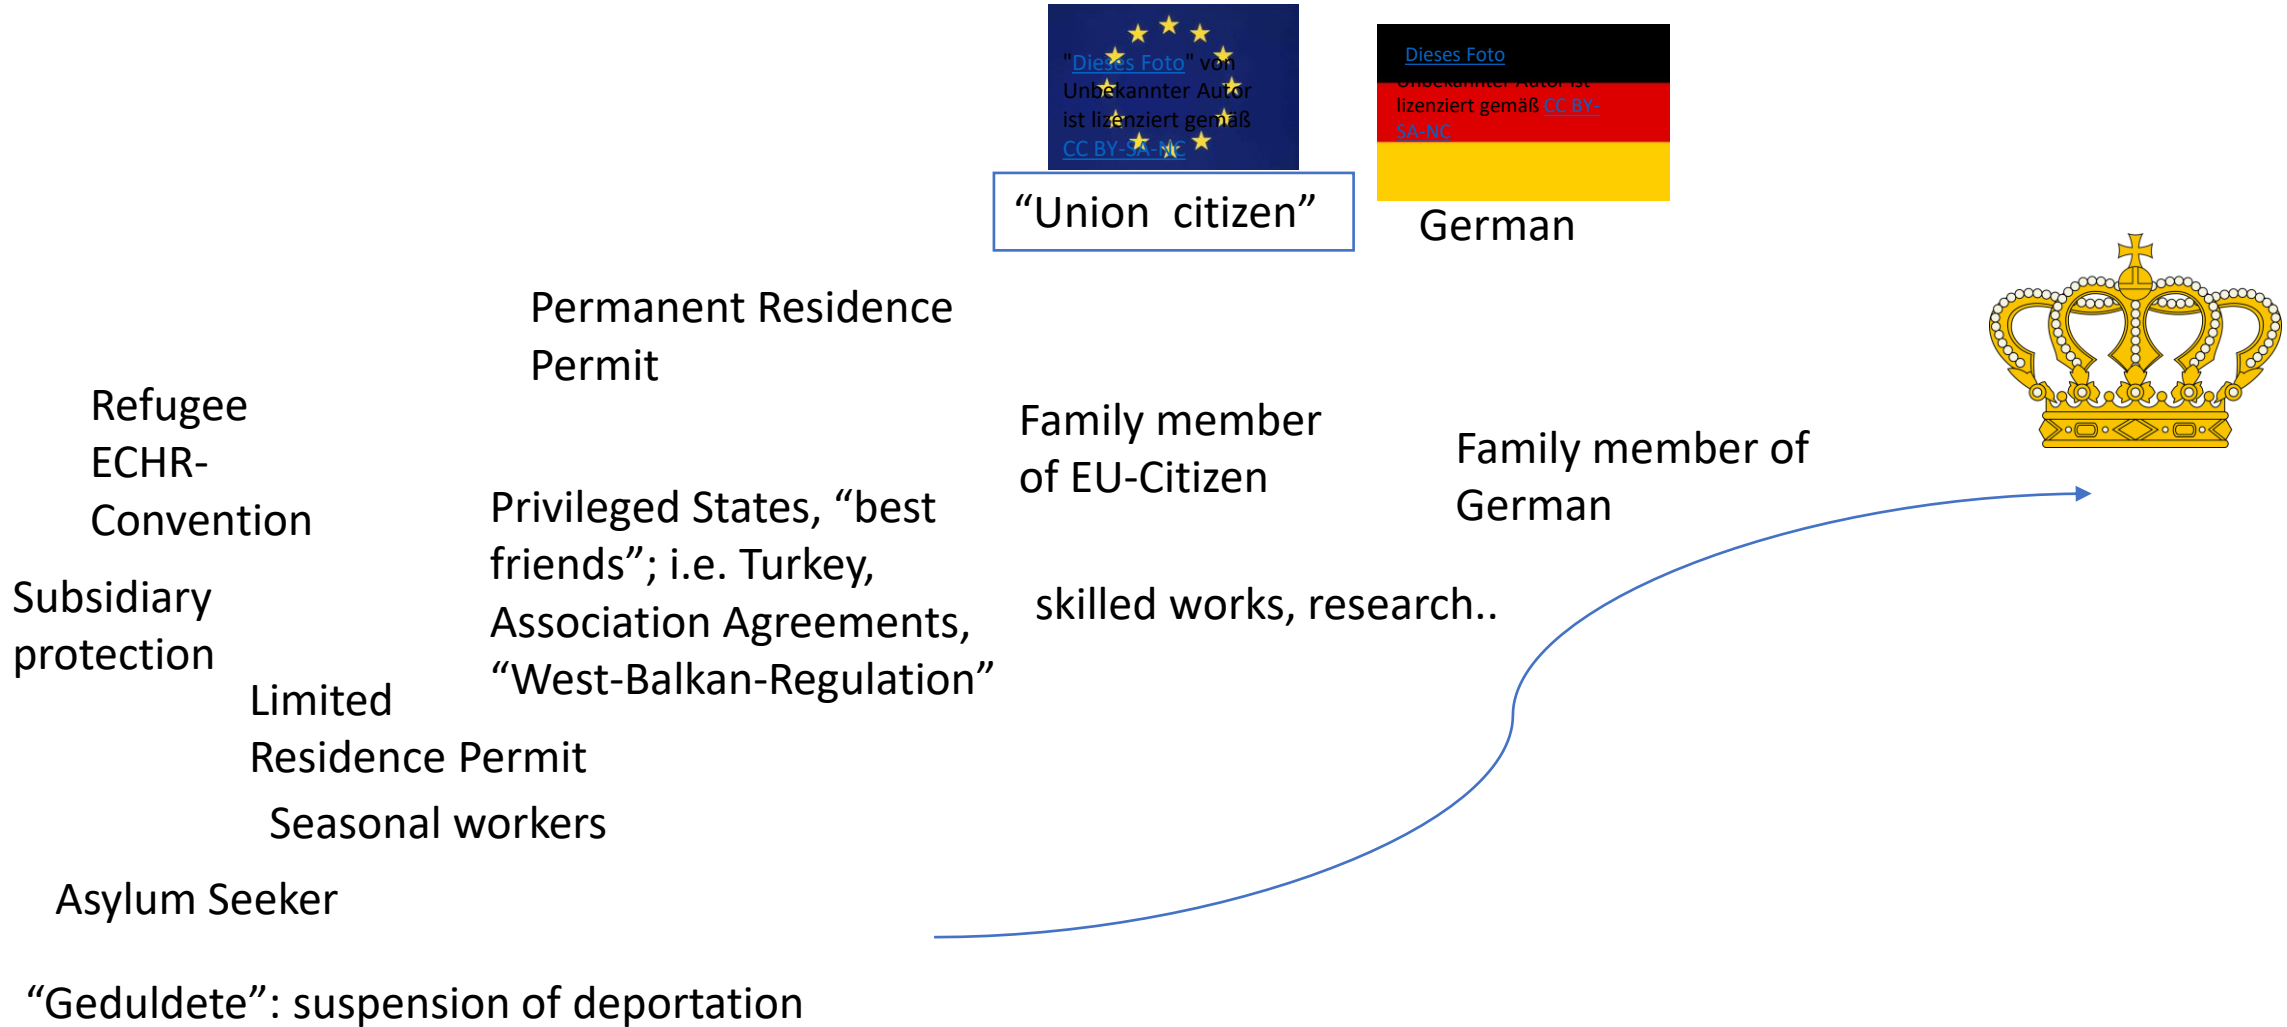 "Dieses Foto" von
Unbekannter Autor
ist lizenziert gemäß
CC BY-SA-NC
Dieses Foto
Unbekannter Autor ist
lizenziert gemäß CC BY-
SA-NC
“Union citizen”
German
Permanent Residence
Permit
Refugee
ECHR-
Convention
Family member
of EU-Citizen
Family member of
German
Privileged States, “best
friends”; i.e. Turkey,
Association Agreements,
“West-Balkan-Regulation”
Subsidiary
protection
skilled works, research..
Limited
Residence Permit
Seasonal workers
Asylum Seeker
“Geduldete”: suspension of deportation